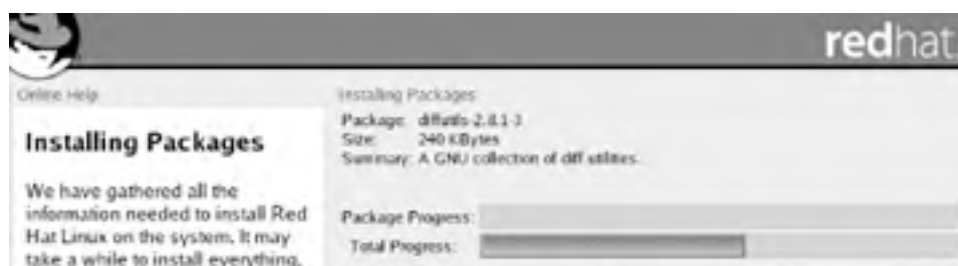 redhat
Online Help
Installing Packages
We have gathered all the
information needed to install Red
Hat Linux on the system. It may
take a while to install everything,
Installing Packages
Package: diffutils-2.8.1-3
Size: 240 KBytes
Summary: A GNU collection of diff utilities.
Package Progress:
Total Progress: